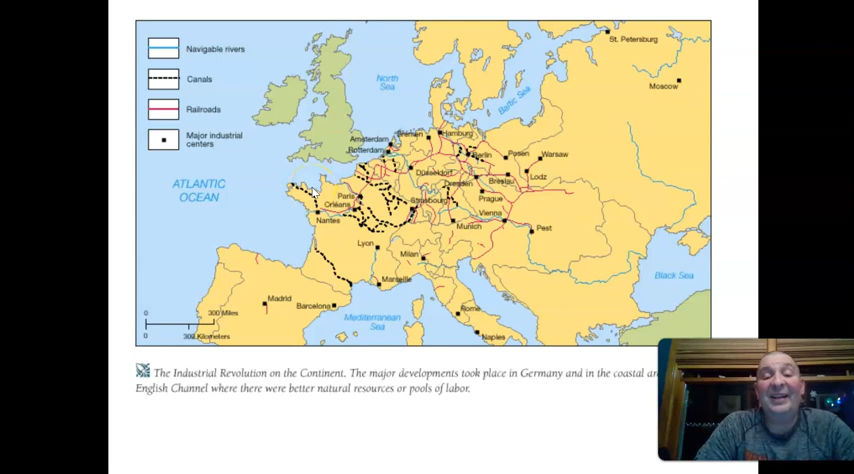 Navigable rivers
Canals
Railroads
Major industrial
centers
St. Petersburg
Moscow
North
Sea
Baltic Sea
Amsterdam
Bremen
Hamburg
Rotterdam
Berlin
Posen
Warsaw
Düsseldorf
Dresden
Breslau
Lodz
ATLANTIC
OCEAN
Paris
Orléans
Strasbourg
Prague
Nantes
Vienna
Munich
Pest
Lyon
Milan
Black Sea
Marseille
Madrid
Barcelona
Mediterranean
Sea
Rome
Naples
0
300 Miles
0
300 Kilometers
The Industrial Revolution on the Continent. The major developments took place in Germany and in the coastal
English Channel where there were better natural resources or pools of labor.